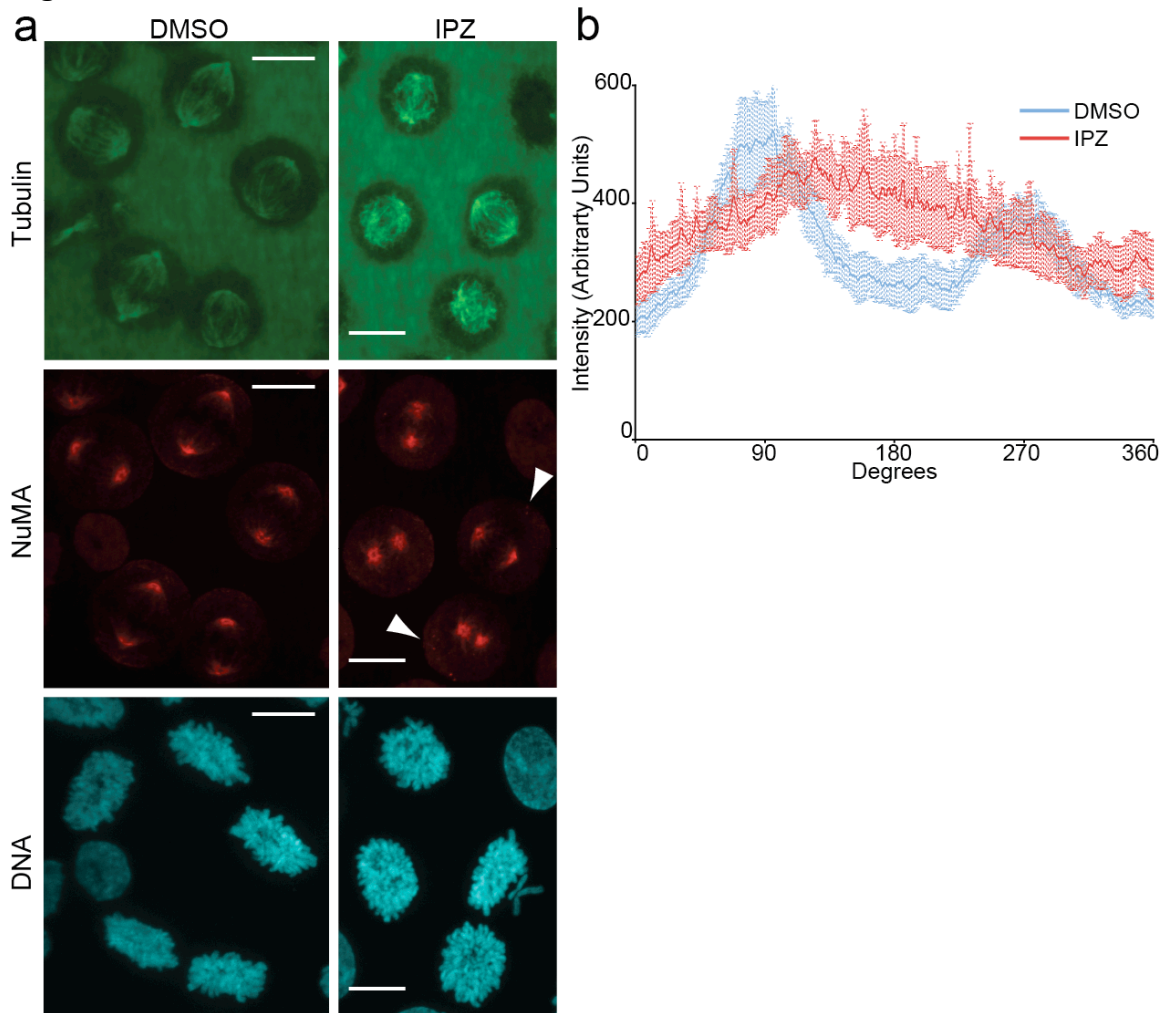 a
DMSO
IPZ
Tubulin
NuMA
DNA
b
600
400
200
0
Intensity (Arbitrarty Units)
0
90
180
270
360
Degrees
DMSO
IPZ